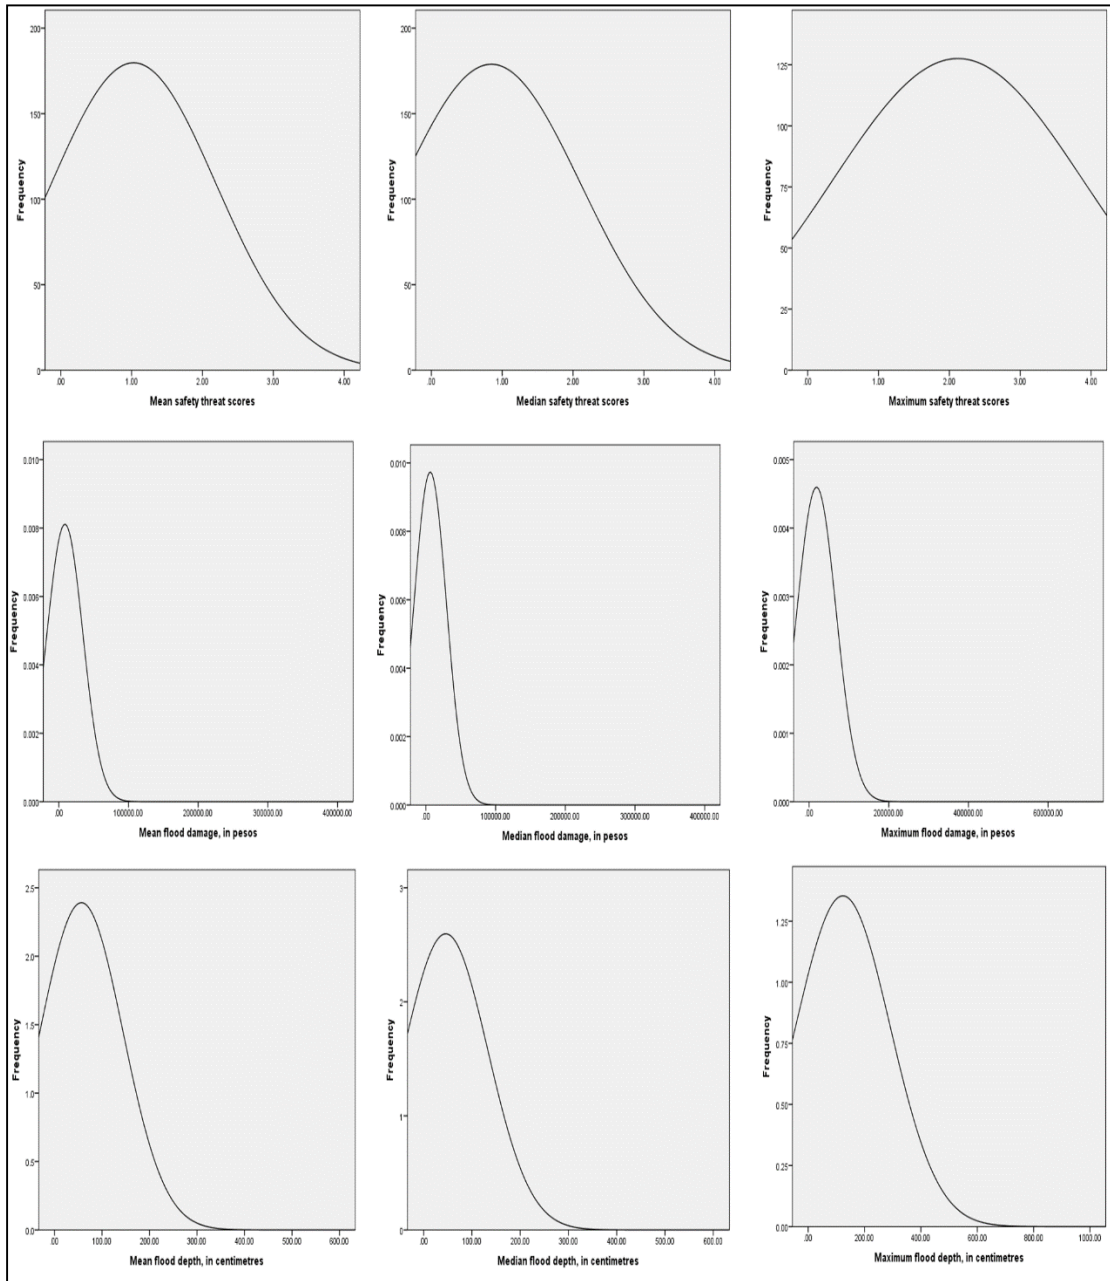 200
150
100
50
0
Frequency
.00 1.00 2.00 3.00 4.00
Mean safety threat scores
200
150
100
50
0
Frequency
.00 1.00 2.00 3.00 4.00
Median safety threat scores
125
100
75
50
25
0
Frequency
.00 1.00 2.00 3.00 4.00
Maximum safety threat scores
0.010
0.008
0.006
0.004
0.002
0.000
Frequency
.00 100000.00 200000.00 300000.00 400000.00
Mean flood damage, in pesos
0.010
0.008
0.006
0.004
0.002
0.000
Frequency
.00 100000.00 200000.00 300000.00 400000.00
Median flood damage, in pesos
0.005
0.004
0.003
0.002
0.001
0.000
Frequency
.00 200000.00 400000.00 600000.00
Maximum flood damage, in pesos
2.5
2.0
1.5
1.0
0.5
0.0
Frequency
.00 100.00 200.00 300.00 400.00 500.00 600.00
Mean flood depth, in centimetres
3
2
1
0
Frequency
.00 100.00 200.00 300.00 400.00 500.00 600.00
Median flood depth, in centimetres
1.25
1.00
0.75
0.50
0.25
0.00
Frequency
.00 200.00 400.00 600.00 800.00 1000.00
Maximum flood depth, in centimetres